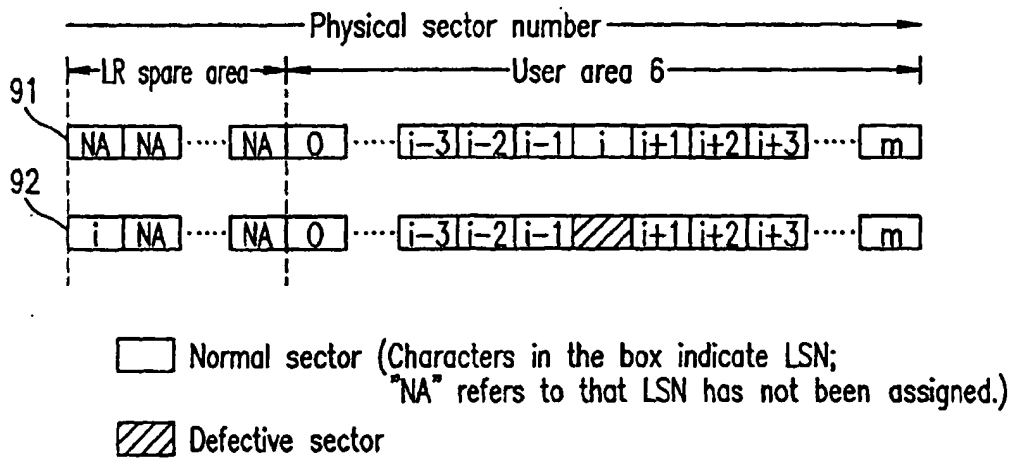 Physical sector number
LR spare area User area 6
91
NA NA ..... NA 0 ..... i-3 i-2 i-1 i i+1 i+2 i+3 ..... m
92
i NA ..... NA 0 ..... i-3 i-2 i-1 i+1 i+2 i+3 ..... m
Normal sector (Characters in the box indicate LSN;
"NA" refers to that LSN has not been assigned.)
Defective sector